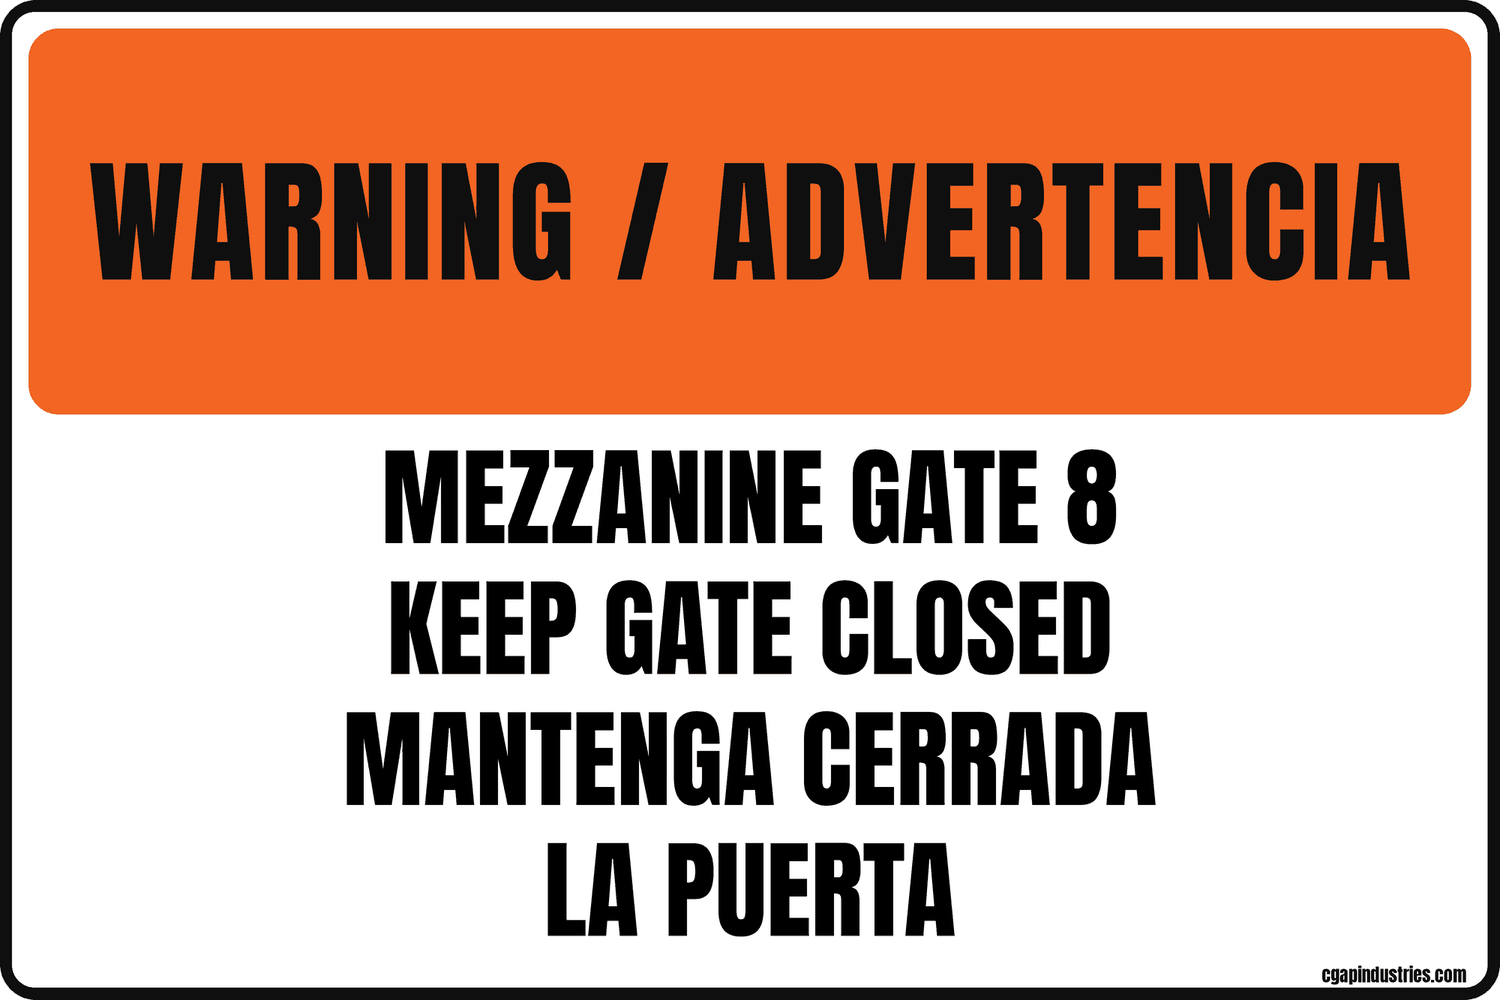 WARNING / ADVERTENCIA
MEZZANINE GATE 8
KEEP GATE CLOSED
MANTENGA CERRADA
LA PUERTA
cgapindustries.com